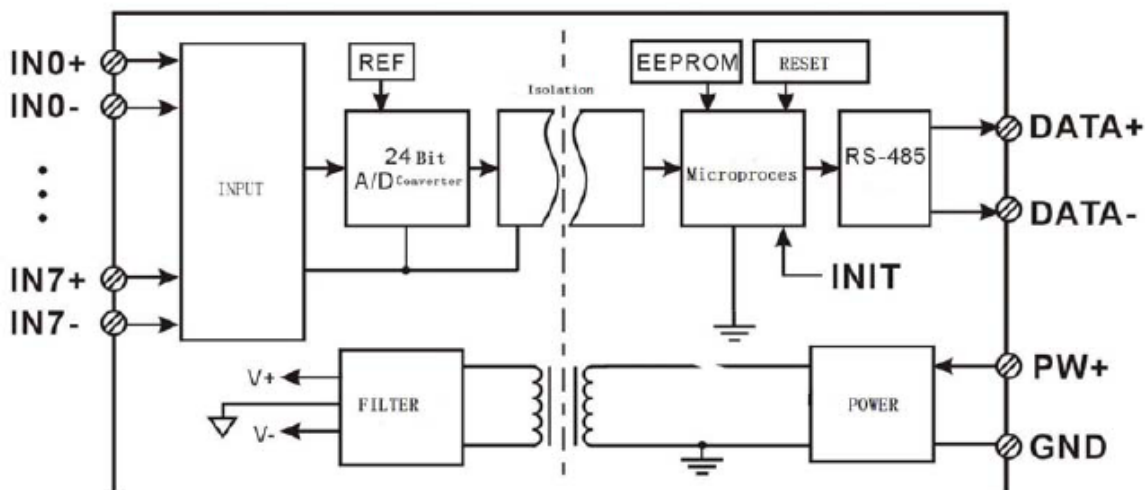 IN0+
IN0-
IN7+
IN7-
INPUT
REF
24 Bit
A/D Converter
Isolation
EEPROM
RESET
Microproces
RS-485
DATA+
DATA-
INIT
V+
V-
FILTER
POWER
PW+
GND